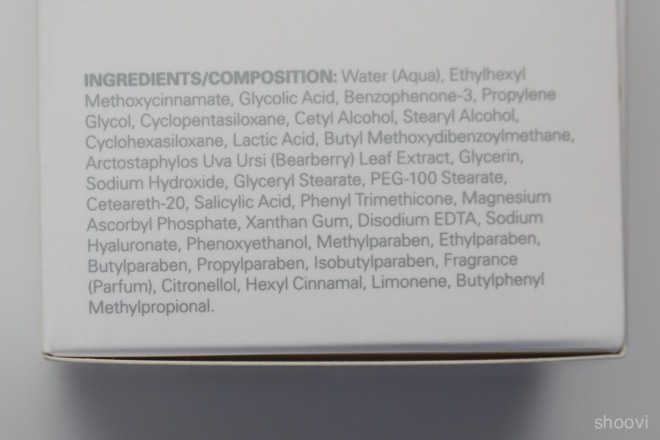 INGREDIENTS/COMPOSITION: Water (Aqua), Ethylhexyl
Methoxycinnamate, Glycolic Acid, Benzophenone-3, Propylene
Glycol, Cyclopentasiloxane, Cetyl Alcohol, Stearyl Alcohol,
Cyclohexasiloxane, Lactic Acid, Butyl Methoxydibenzoylmethane,
Arctostaphylos Uva Ursi (Bearberry) Leaf Extract, Glycerin,
Sodium Hydroxide, Glyceryl Stearate, PEG-100 Stearate,
Ceteareth-20, Salicylic Acid, Phenyl Trimethicone, Magnesium
Ascorbyl Phosphate, Xanthan Gum, Disodium EDTA, Sodium
Hyaluronate, Phenoxyethanol, Methylparaben, Ethylparaben,
Butylparaben, Propylparaben, Isobutylparaben, Fragrance
(Parfum), Citronellol, Hexyl Cinnamal, Limonene, Butylphenyl
Methylpropional.
shoovi